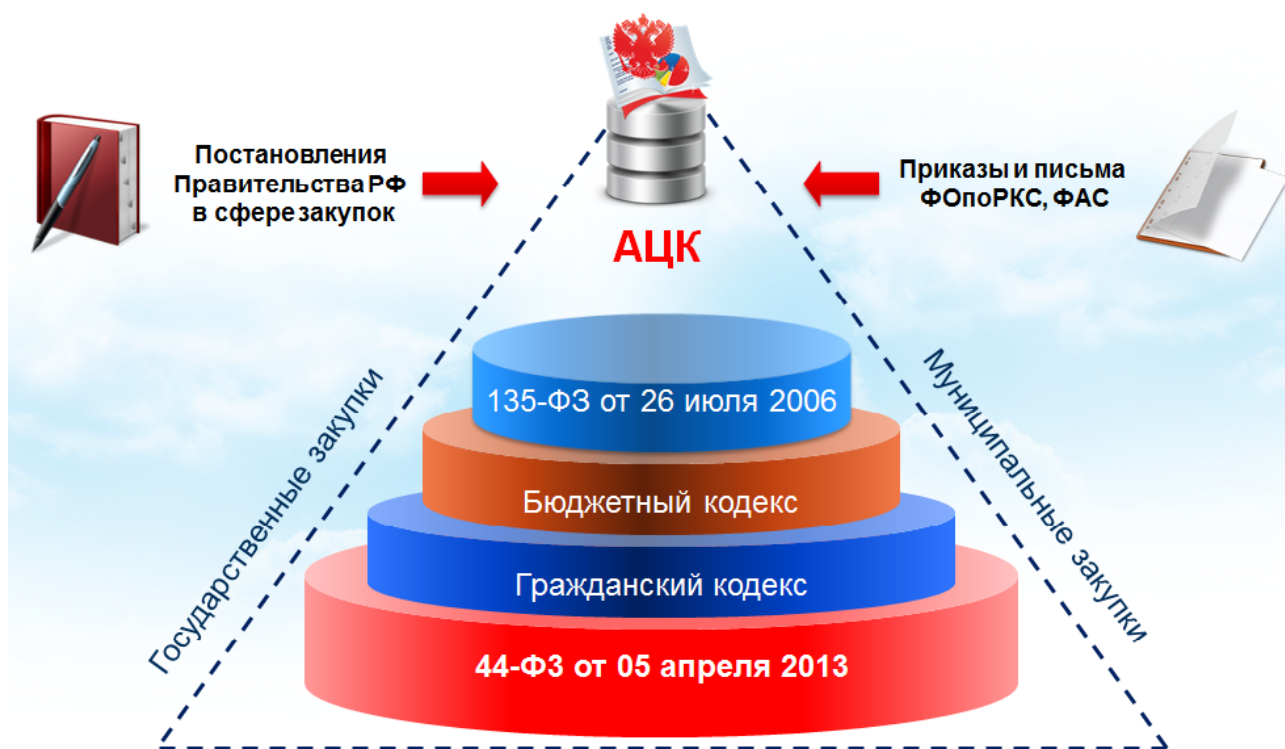 Постановления
Правительства РФ
в сфере закупок
Приказы и письма
ФОпоРКС, ФАС
АЦК
Государственные закупки
Муниципальные закупки
135-ФЗ от 26 июля 2006
Бюджетный кодекс
Гражданский кодекс
44-ФЗ от 05 апреля 2013